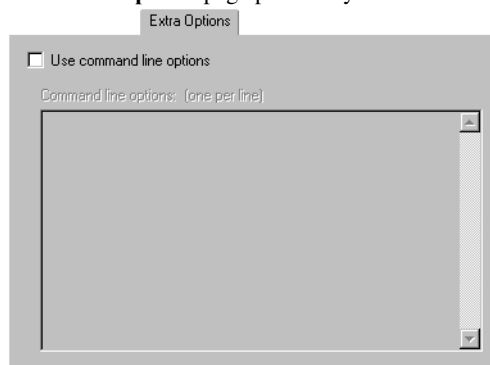 Extra Options
Use command line options
Command line options: (one per line)